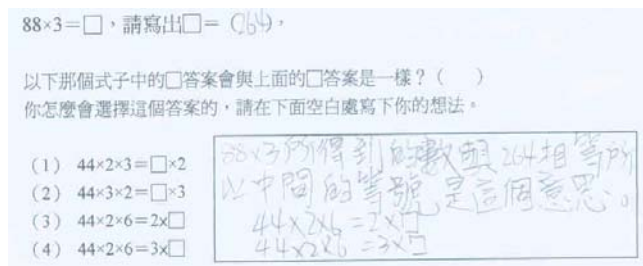 88×3=□，請寫出□= (264)，
以下那個式子中的□答案會與上面的□答案是一樣？（　）
你怎麼會選擇這個答案的，請在下面空白處寫下你的想法。
(1) 44×2×3=□×2
(2) 44×3×2=□×3
(3) 44×2×6=2×□
(4) 44×2×6=3×□
88×3所得到的數與264相等所
以中間的等號是這個意思。
44×2×6=2×□
44×2×6=3×□